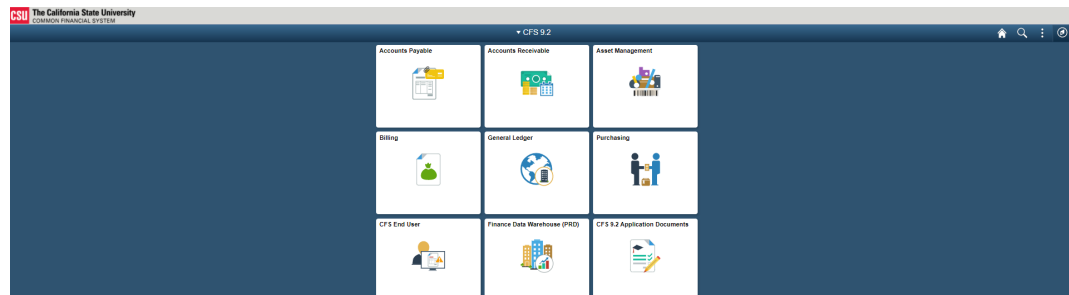 CSU The California State University
COMMON FINANCIAL SYSTEM
CFS 9.2
Accounts Payable
Accounts Receivable
Asset Management
Billing
General Ledger
Purchasing
CFS End User
Finance Data Warehouse (PRD)
CFS 9.2 Application Documents